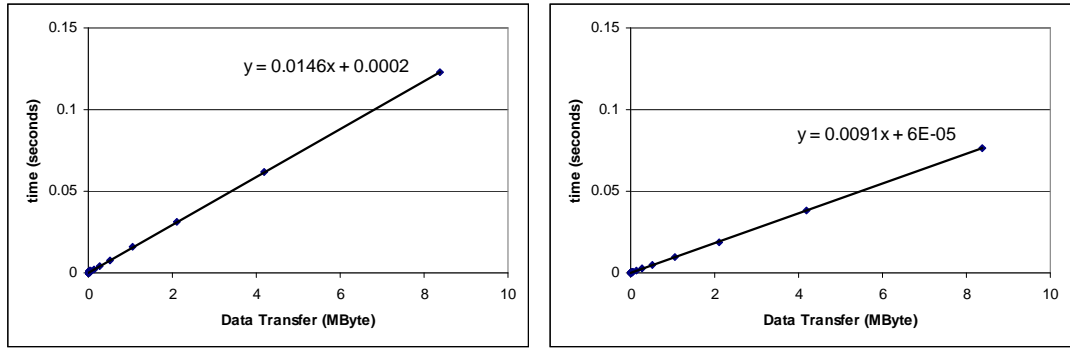 0.15
0.1
0.05
0
time (seconds)
y = 0.0146x + 0.0002
0 2 4 6 8 10
Data Transfer (MByte)
0.15
0.1
0.05
0
time (seconds)
y = 0.0091x + 6E-05
0 2 4 6 8 10
Data Transfer (MByte)